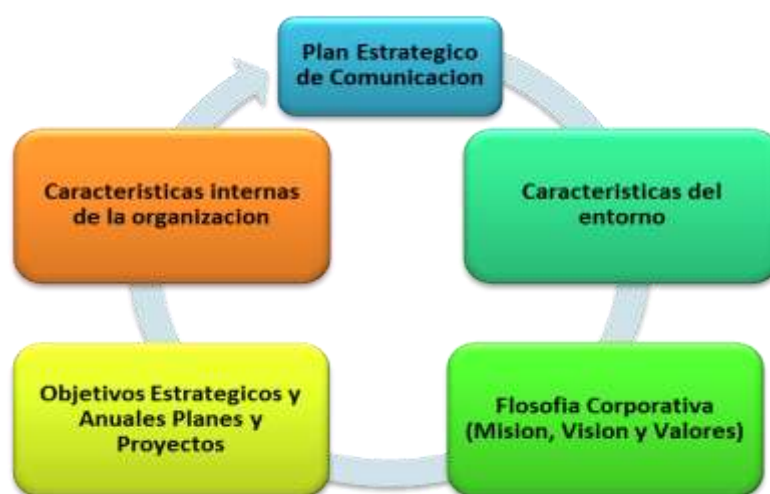 Plan Estrategico
de Comunicacion
Caracteristicas del
entorno
Flosofia Corporativa
(Mision, Vision y Valores)
Objetivos Estrategicos y
Anuales Planes y
Proyectos
Caracteristicas internas
de la organizacion